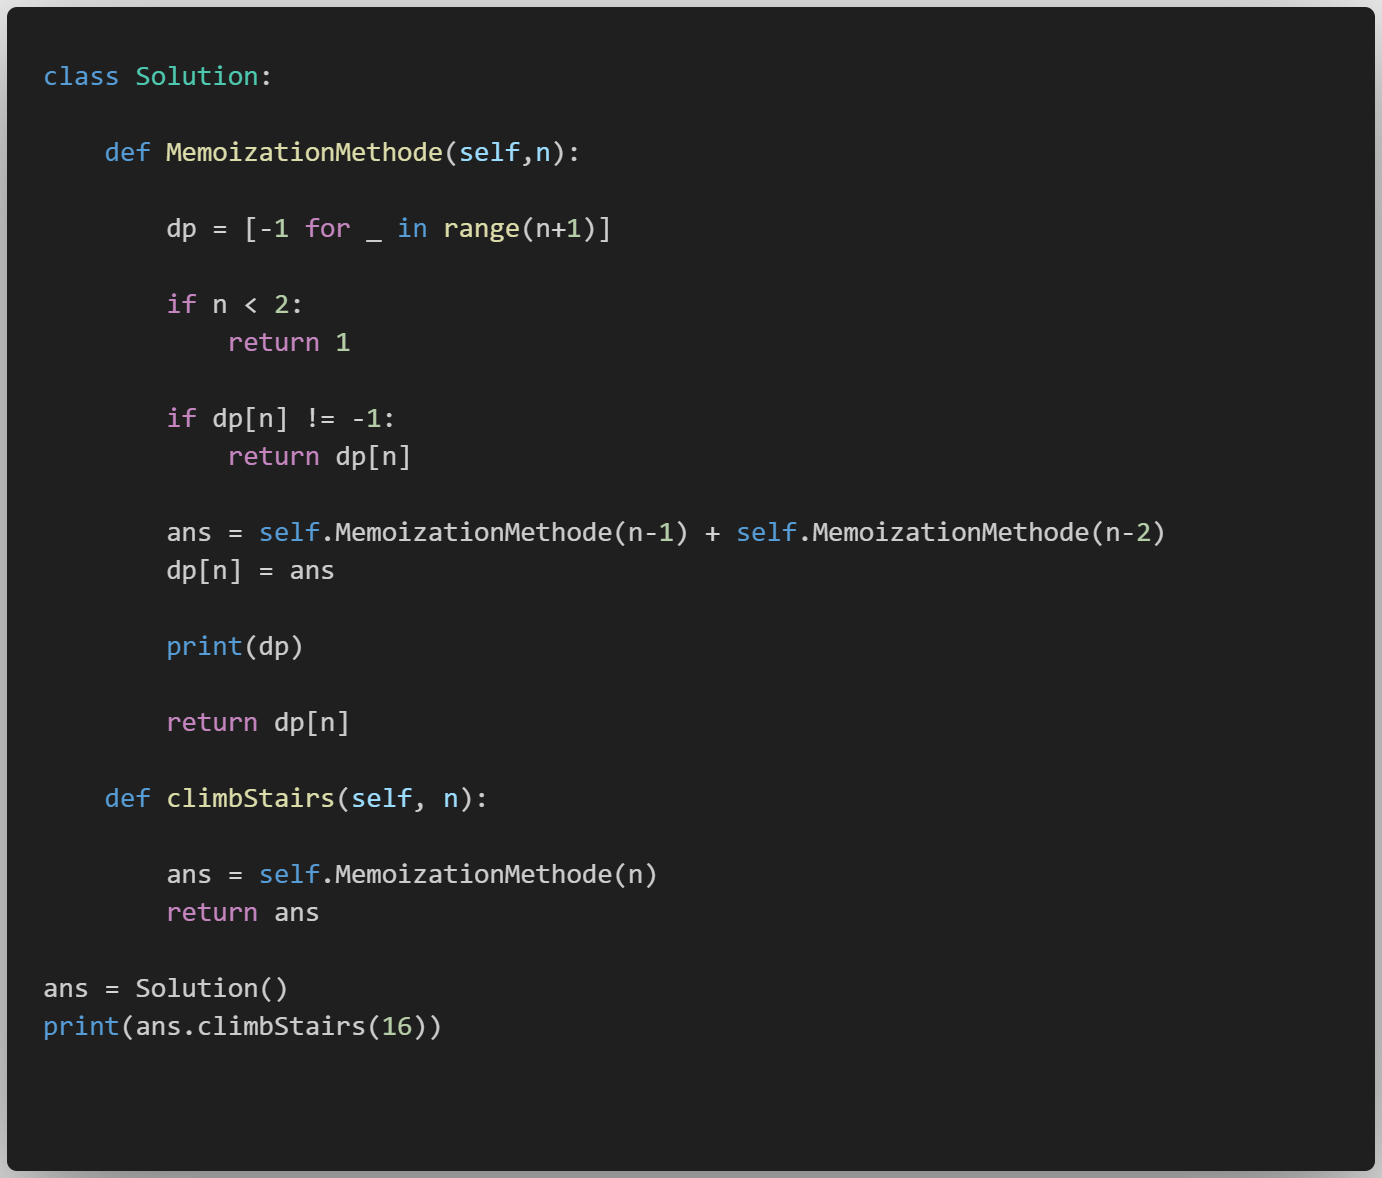 class Solution:
    def MemoizationMethode(self,n):
        dp = [-1 for _ in range(n+1)]
        if n < 2:
            return 1
        if dp[n] != -1:
            return dp[n]
        ans = self.MemoizationMethode(n-1) + self.MemoizationMethode(n-2)
        dp[n] = ans
        print(dp)
        return dp[n]
    def climbStairs(self, n):
        ans = self.MemoizationMethode(n)
        return ans
ans = Solution()
print(ans.climbStairs(16))